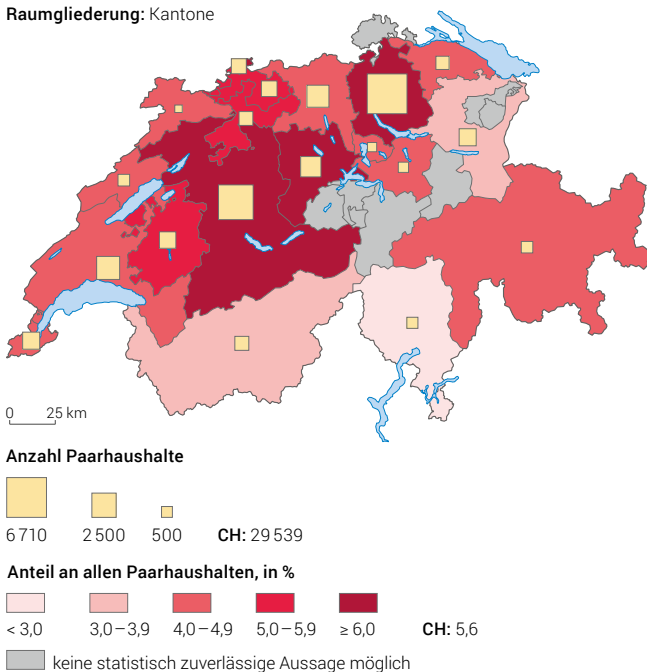 Raumgliederung: Kantone
0 25 km
Anzahl Paarhaushalte
6 710 2 500 500 CH: 29 539
Anteil an allen Paarhaushalten, in %
< 3,0 3,0–3,9 4,0–4,9 5,0–5,9 ≥ 6,0 CH: 5,6
keine statistisch zuverlässige Aussage möglich